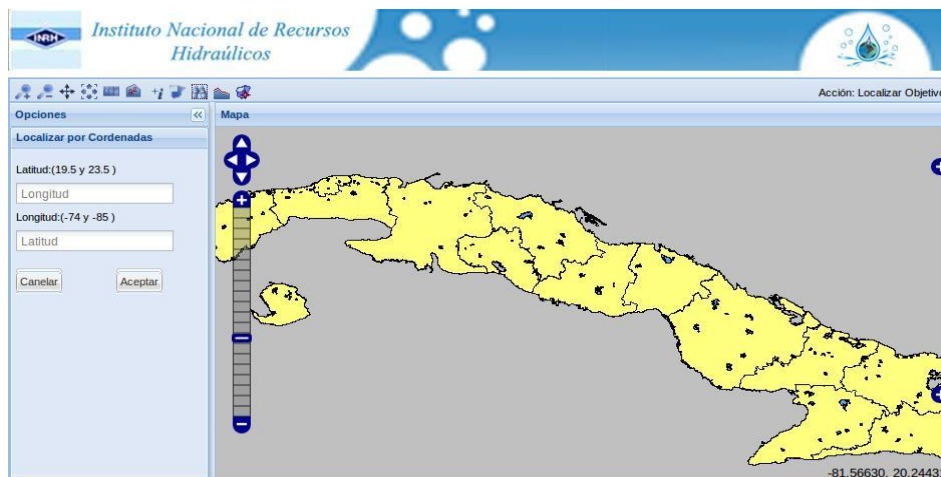 INRH
Instituto Nacional de Recursos
Hidraúlicos
+i
Acción: Localizar Objetivo
Opciones
Mapa
Localizar por Cordenadas
Latitud:(19.5 y 23.5 )
Longitud
Longitud:(-74 y -85 )
Latitud
Canelar
Aceptar
-81.56630, 20.2443